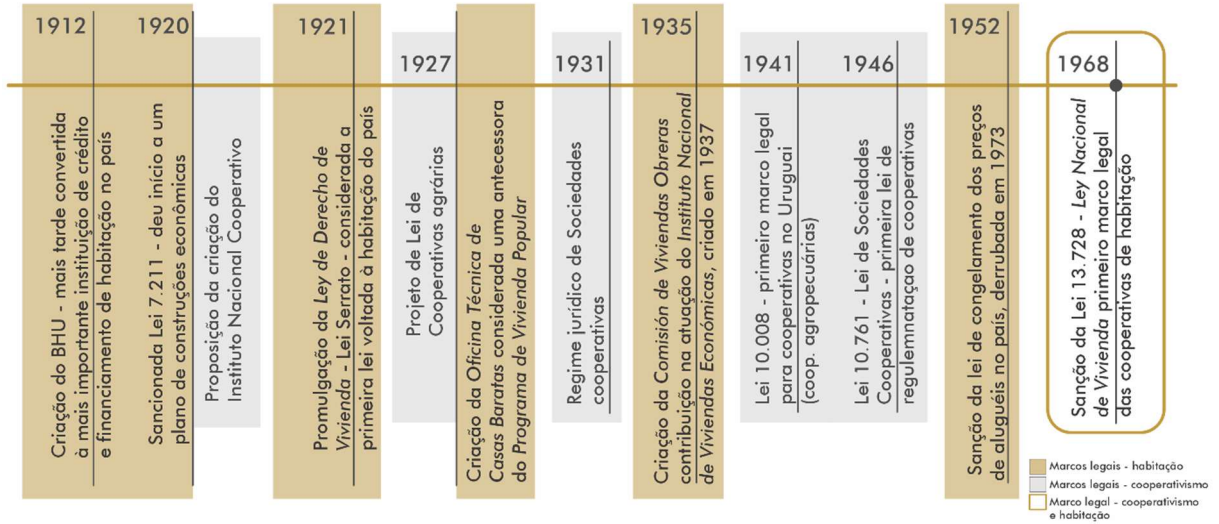 1912
Criação do BHU - mais tarde convertida
à mais importante instituição de crédito
e financiamento de habitação no país
1920
Sancionada Lei 7.211 - deu início a um
plano de construções econômicas
Proposição da criação do
Instituto Nacional Cooperativo
1921
Promulgação da Ley de Derecho de
Vivienda - Lei Serrato - considerada a
primeira lei voltada à habitação do país
1927
Projeto de Lei de
Cooperativas agrárias
Criação da Oficina Técnica de
Casas Baratas considerada uma antecessora
do Programa de Vivienda Popular
1931
Regime jurídico de Sociedades
cooperativas
1935
Criação da Comisión de Viviendas Obreras
contribuição na atuação do Instituto Nacional
de Viviendas Económicas, criado em 1937
1941
Lei 10.008 - primeiro marco legal
para cooperativas no Uruguai
(coop. agropecuárias)
1946
Lei 10.761 - Lei de Sociedades
Cooperativas - primeira lei de
regulemnataçao de cooperativas
1952
Sanção da lei de congelamento dos preços
de aluguéis no país, derrubada em 1973
1968
Sanção da Lei 13.728 - Ley Nacional
de Vivienda primeiro marco legal
das cooperativas de habitação
Marcos legais - habitação
Marcos legais - cooperativismo
Marco legal - cooperativismo
e habitação